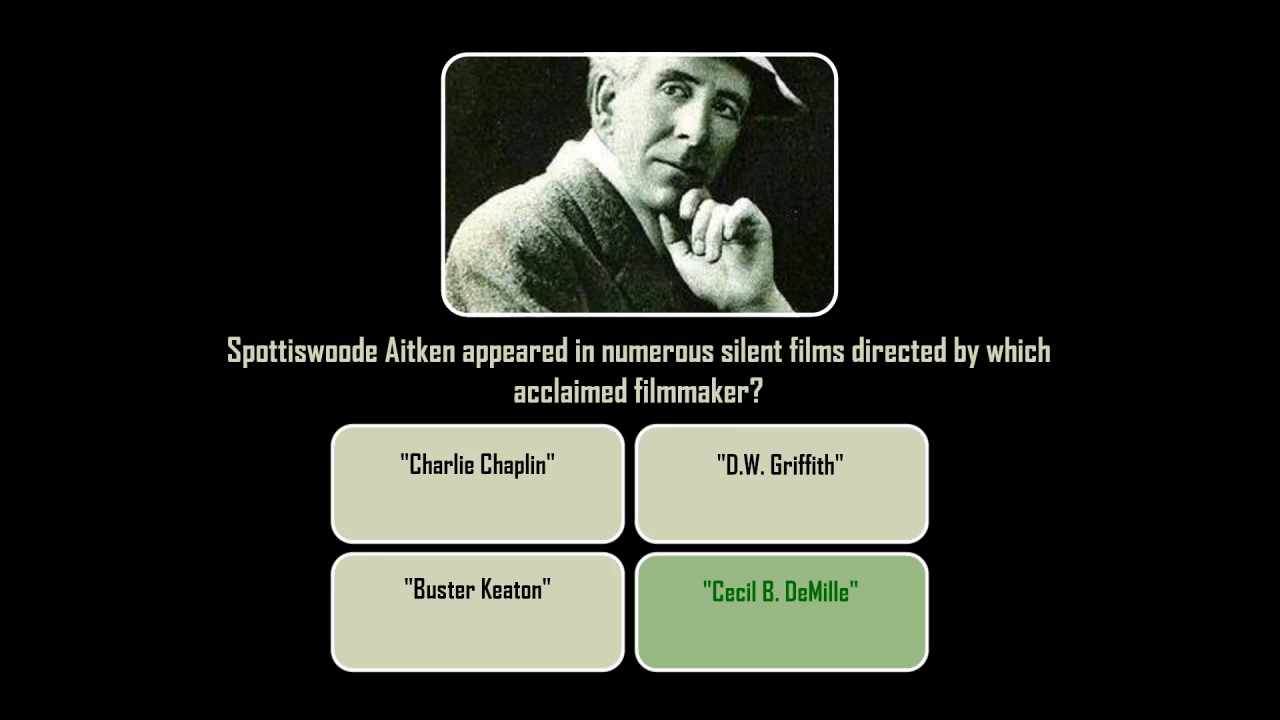 Spottiswoode Aitken appeared in numerous silent films directed by which
acclaimed filmmaker?
"Charlie Chaplin"
"D.W. Griffith"
"Buster Keaton"
"Cecil B. DeMille"